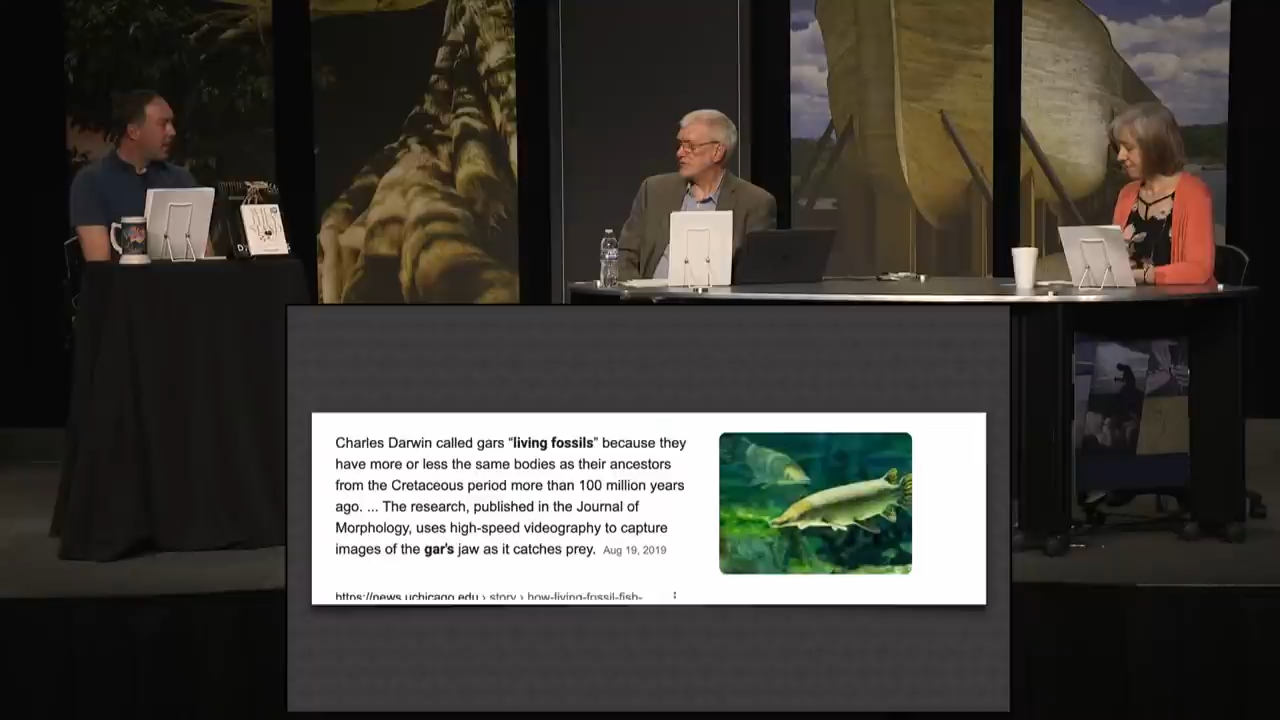 Charles Darwin called gars “living fossils” because they
have more or less the same bodies as their ancestors
from the Cretaceous period more than 100 million years
ago. ... The research, published in the Journal of
Morphology, uses high-speed videography to capture
images of the gar's jaw as it catches prey. Aug 19, 2019
https://news.uchicago.edu › story › how-living-fossil-fish-